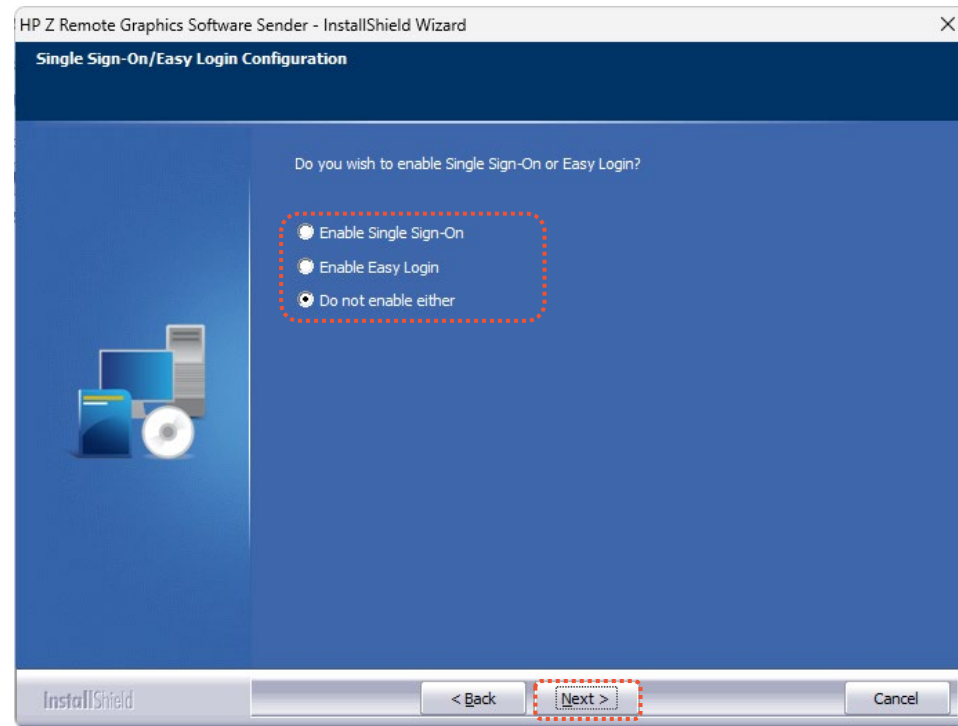 HP Z Remote Graphics Software Sender - InstallShield Wizard
Single Sign-On/Easy Login Configuration
Do you wish to enable Single Sign-On or Easy Login?
Enable Single Sign-On
Enable Easy Login
Do not enable either
InstallShield
< Back
Next >
Cancel